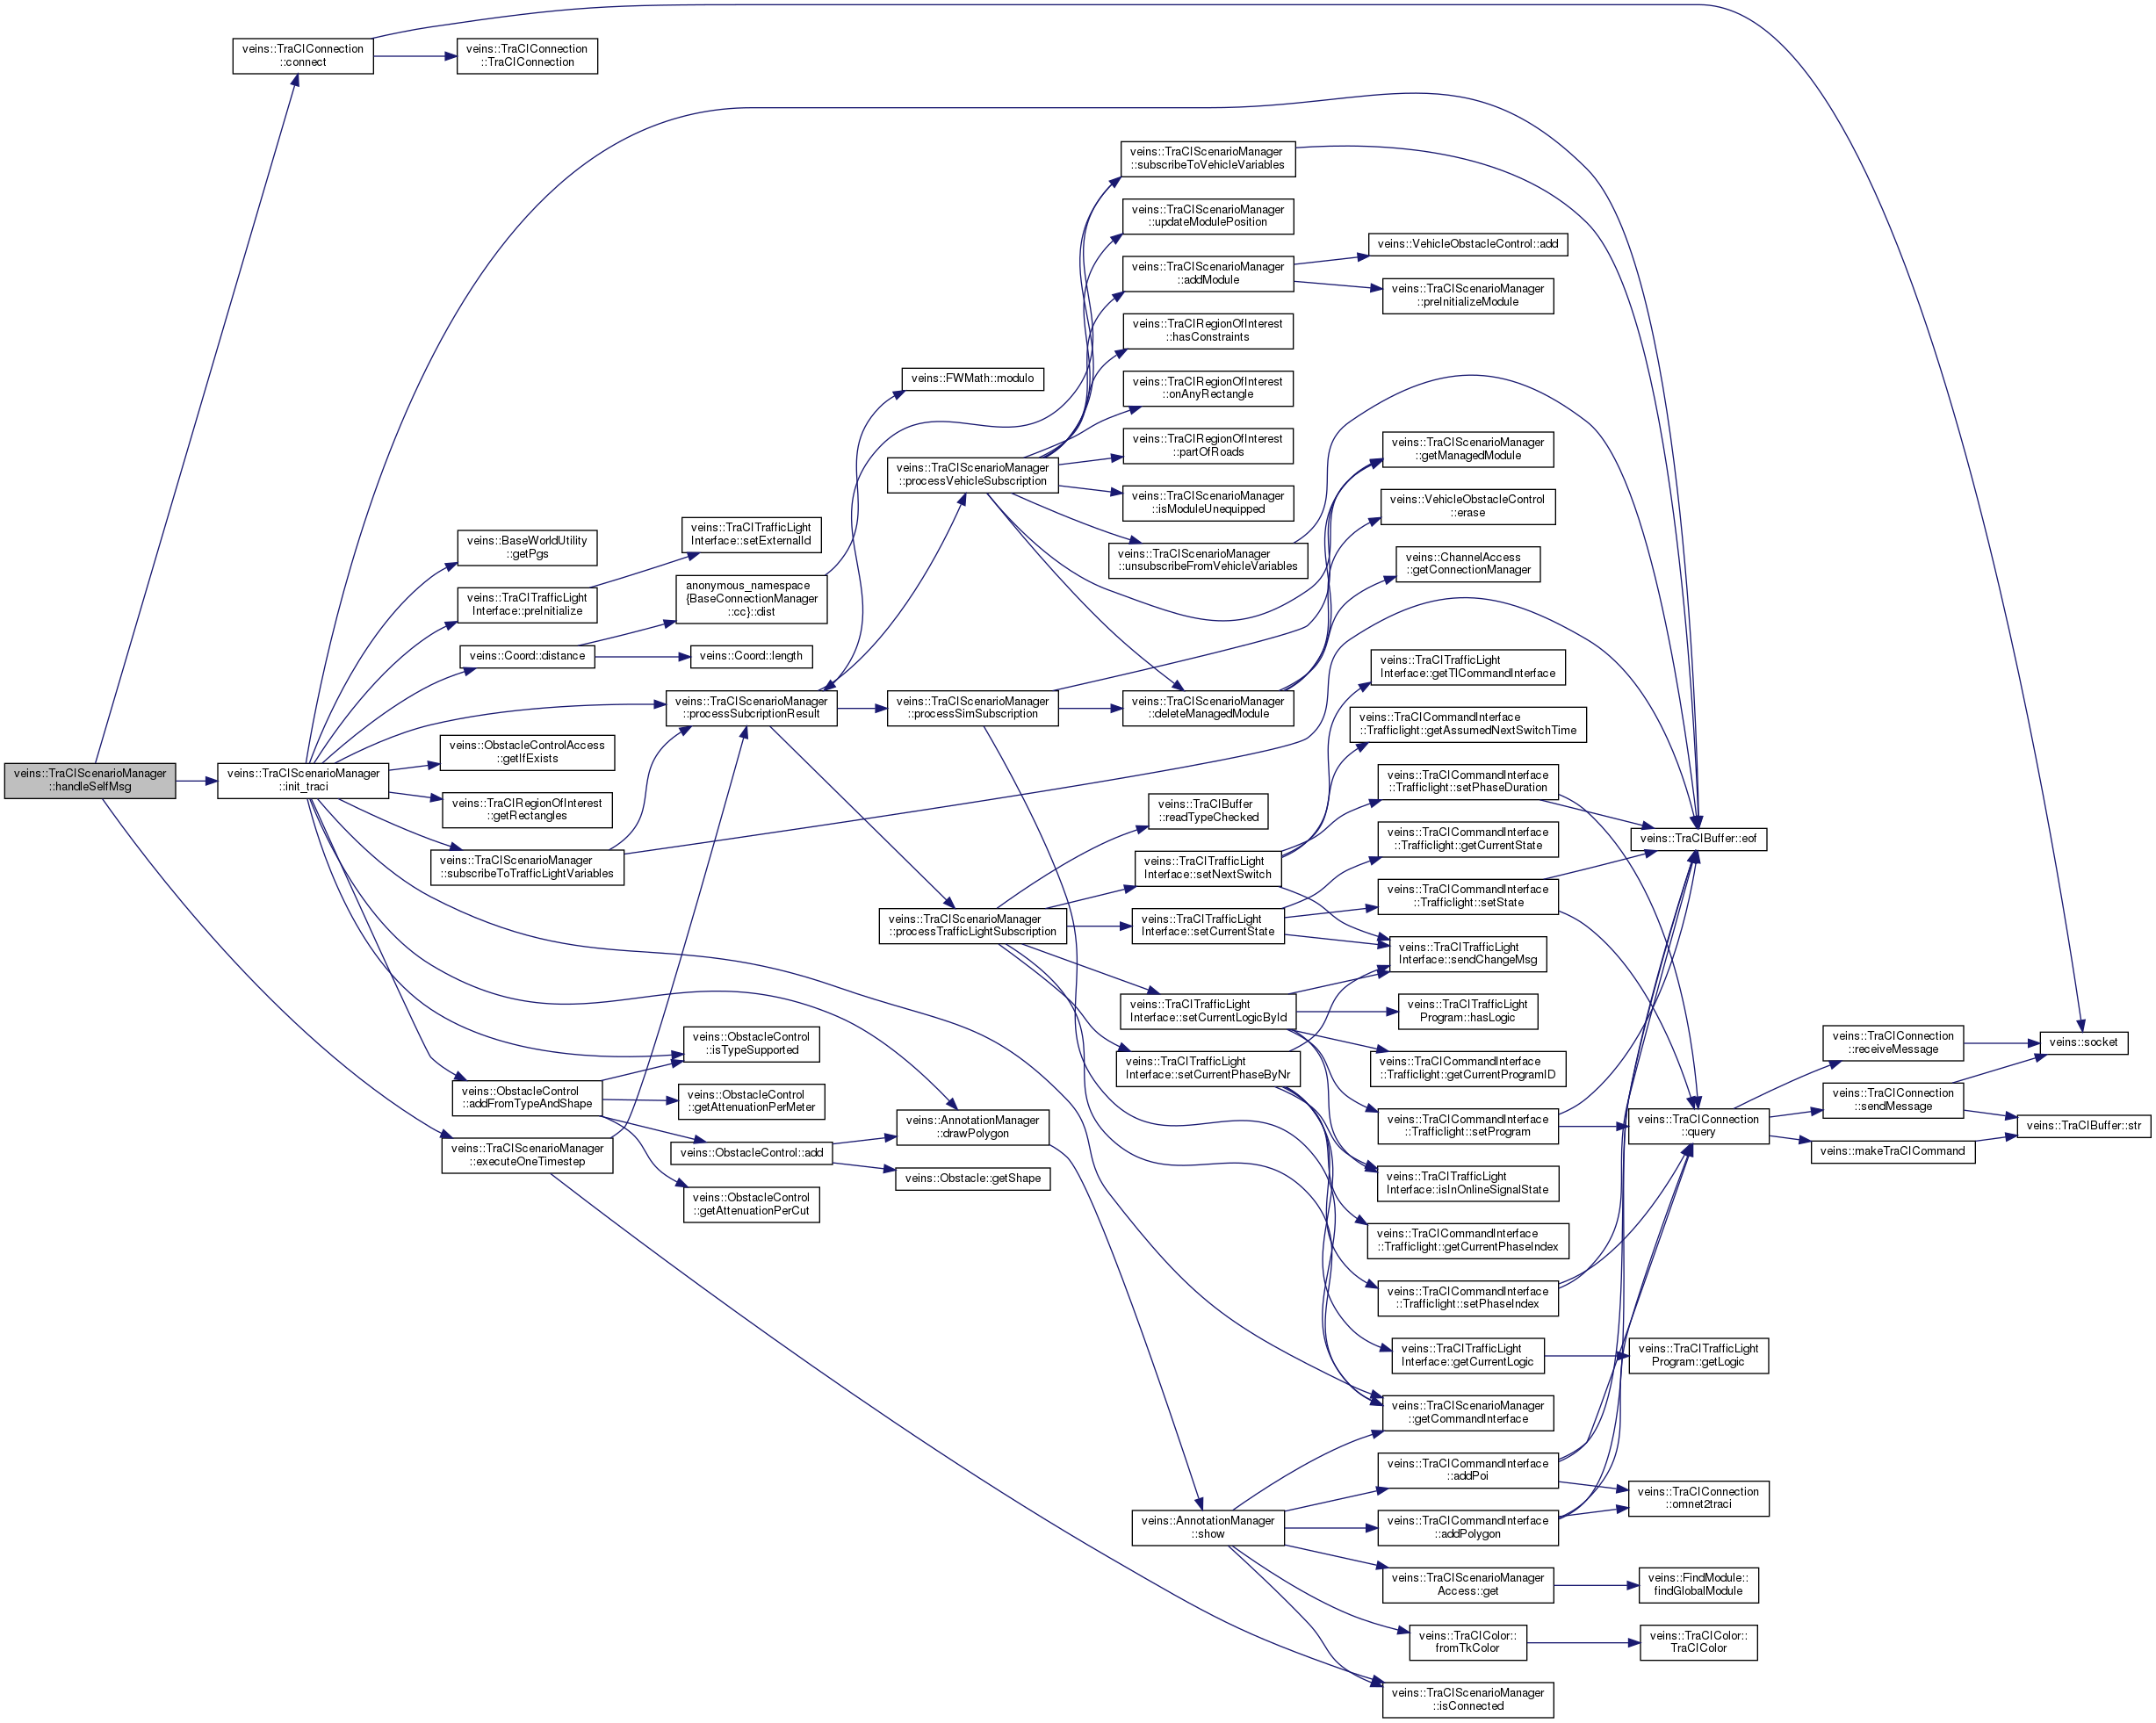 veins::TraCIScenarioManager
::handleSelfMsg
veins::TraCIConnection
::connect
veins::TraCIScenarioManager
::init_traci
veins::TraCIConnection
::TraCIConnection
veins::BaseWorldUtility
::getPgs
veins::TraCITrafficLight
Interface::preInitialize
veins::Coord::distance
veins::ObstacleControlAccess
::getIfExists
veins::TraCIRegionOfInterest
::getRectangles
veins::TraCIScenarioManager
::subscribeToTrafficLightVariables
veins::ObstacleControl
::addFromTypeAndShape
veins::TraCIScenarioManager
::executeOneTimestep
veins::TraCITrafficLight
Interface::setExternalId
anonymous_namespace
{BaseConnectionManager
::cc}::dist
veins::Coord::length
veins::TraCIScenarioManager
::processSubcriptionResult
veins::ObstacleControl
::isTypeSupported
veins::ObstacleControl
::getAttenuationPerMeter
veins::ObstacleControl::add
veins::ObstacleControl
::getAttenuationPerCut
veins::FWMath::modulo
veins::TraCIScenarioManager
::processVehicleSubscription
veins::TraCIScenarioManager
::processSimSubscription
veins::TraCIScenarioManager
::processTrafficLightSubscription
veins::AnnotationManager
::drawPolygon
veins::Obstacle::getShape
veins::TraCIScenarioManager
::subscribeToVehicleVariables
veins::TraCIScenarioManager
::updateModulePosition
veins::TraCIScenarioManager
::addModule
veins::TraCIRegionOfInterest
::hasConstraints
veins::TraCIRegionOfInterest
::onAnyRectangle
veins::TraCIRegionOfInterest
::partOfRoads
veins::TraCIScenarioManager
::isModuleUnequipped
veins::TraCIScenarioManager
::unsubscribeFromVehicleVariables
veins::TraCIScenarioManager
::deleteManagedModule
veins::TraCIBuffer
::readTypeChecked
veins::TraCITrafficLight
Interface::setNextSwitch
veins::TraCITrafficLight
Interface::setCurrentState
veins::TraCITrafficLight
Interface::setCurrentLogicById
veins::TraCITrafficLight
Interface::setCurrentPhaseByNr
veins::AnnotationManager
::show
veins::VehicleObstacleControl::add
veins::TraCIScenarioManager
::preInitializeModule
veins::TraCIScenarioManager
::getManagedModule
veins::VehicleObstacleControl
::erase
veins::ChannelAccess
::getConnectionManager
veins::TraCITrafficLight
Interface::getTlCommandInterface
veins::TraCICommandInterface
::Trafficlight::getAssumedNextSwitchTime
veins::TraCICommandInterface
::Trafficlight::setPhaseDuration
veins::TraCICommandInterface
::Trafficlight::getCurrentState
veins::TraCICommandInterface
::Trafficlight::setState
veins::TraCITrafficLight
Interface::sendChangeMsg
veins::TraCITrafficLight
Program::hasLogic
veins::TraCICommandInterface
::Trafficlight::getCurrentProgramID
veins::TraCICommandInterface
::Trafficlight::setProgram
veins::TraCITrafficLight
Interface::isInOnlineSignalState
veins::TraCICommandInterface
::Trafficlight::getCurrentPhaseIndex
veins::TraCICommandInterface
::Trafficlight::setPhaseIndex
veins::TraCITrafficLight
Interface::getCurrentLogic
veins::TraCIScenarioManager
::getCommandInterface
veins::TraCICommandInterface
::addPoi
veins::TraCICommandInterface
::addPolygon
veins::TraCIScenarioManager
Access::get
veins::TraCIColor::
fromTkColor
veins::TraCIScenarioManager
::isConnected
veins::TraCIBuffer::eof
veins::TraCIConnection
::query
veins::TraCITrafficLight
Program::getLogic
veins::TraCIConnection
::omnet2traci
veins::FindModule::
findGlobalModule
veins::TraCIColor::
TraCIColor
veins::TraCIConnection
::receiveMessage
veins::TraCIConnection
::sendMessage
veins::makeTraCICommand
veins::socket
veins::TraCIBuffer::str